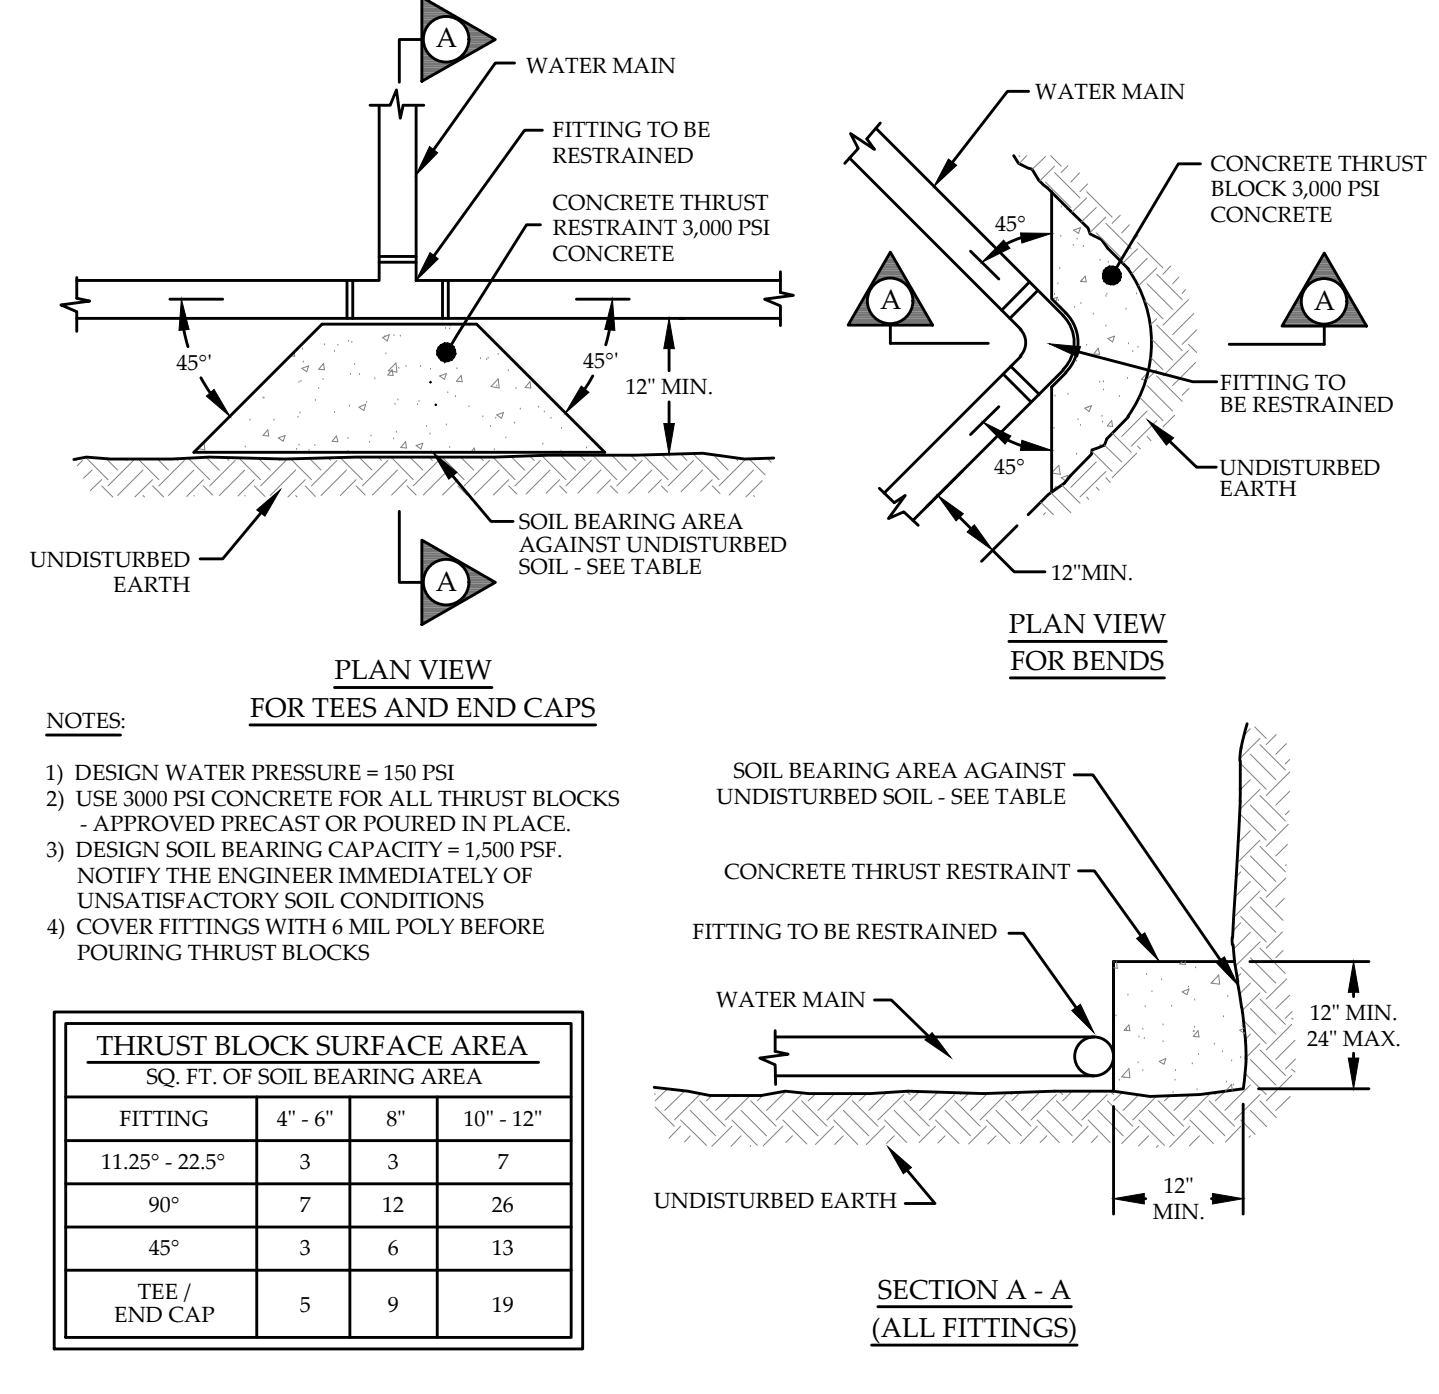 A
WATER MAIN
FITTING TO BE
RESTRAINED
CONCRETE THRUST
RESTRAINT 3,000 PSI
CONCRETE
45°'
45°'
12" MIN.
SOIL BEARING AREA
AGAINST UNDISTURBED
SOIL - SEE TABLE
UNDISTURBED
EARTH
A
PLAN VIEW
FOR TEES AND END CAPS
WATER MAIN
CONCRETE THRUST
BLOCK 3,000 PSI
CONCRETE
45°
A
A
FITTING TO
BE RESTRAINED
45°
UNDISTURBED
EARTH
12"MIN.
PLAN VIEW
FOR BENDS
NOTES:
1) DESIGN WATER PRESSURE = 150 PSI
2) USE 3000 PSI CONCRETE FOR ALL THRUST BLOCKS
- APPROVED PRECAST OR POURED IN PLACE.
3) DESIGN SOIL BEARING CAPACITY = 1,500 PSF.
NOTIFY THE ENGINEER IMMEDIATELY OF
UNSATISFACTORY SOIL CONDITIONS
4) COVER FITTINGS WITH 6 MIL POLY BEFORE
POURING THRUST BLOCKS
THRUST BLOCK SURFACE AREA
SQ. FT. OF SOIL BEARING AREA
FITTING 4" - 6" 8" 10" - 12"
11.25° - 22.5° 3 3 7
90° 7 12 26
45° 3 6 13
TEE /
END CAP 5 9 19
SOIL BEARING AREA AGAINST
UNDISTURBED SOIL - SEE TABLE
CONCRETE THRUST RESTRAINT
FITTING TO BE RESTRAINED
WATER MAIN
12" MIN.
24" MAX.
UNDISTURBED EARTH
12"
MIN.
SECTION A - A
(ALL FITTINGS)